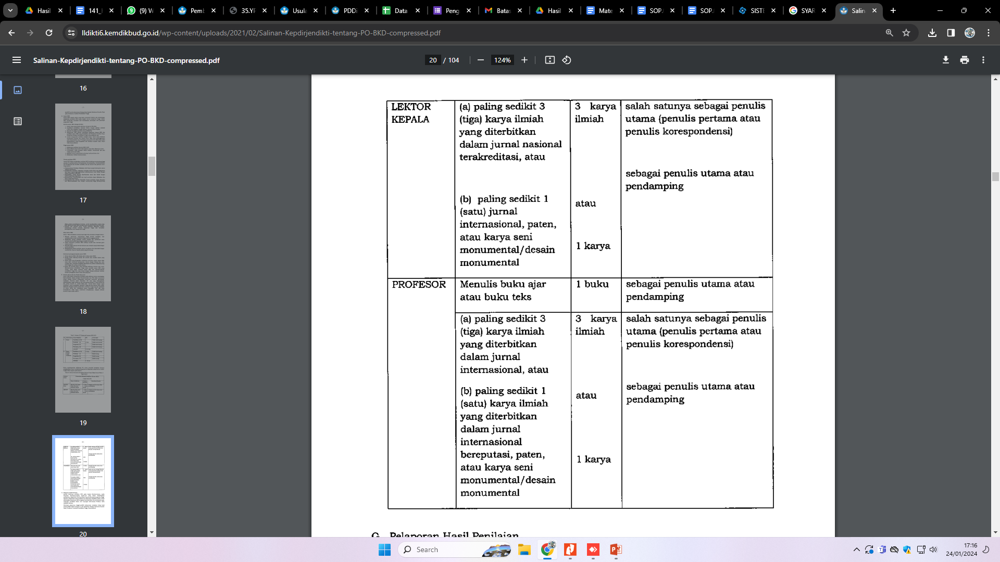 Hasil
141_
(9) W
Pemb
35.YF
Usula
PDDi
Data
Peng
Batas
Hasil
Mate
SOP.
SOP.
SISTE
SYAR
Salin
lldikti6.kemdikbud.go.id/wp-content/uploads/2021/02/Salinan-Kepdirjendikti-tentang-PO-BKD-compressed.pdf
Salinan-Kepdirjendikti-tentang-PO-BKD-compressed.pdf
20 / 104
124%
16
17
18
19
20
LEKTOR KEPALA
(a) paling sedikit 3
(tiga) karya ilmiah
yang diterbitkan
dalam jurnal nasional
terakreditasi, atau
(b) paling sedikit 1
(satu) jurnal
internasional, paten,
atau karya seni
monumental/desain
monumental
3 karya
ilmiah
atau
1 karya
salah satunya sebagai penulis
utama (penulis pertama atau
penulis korespondensi)
sebagai penulis utama atau
pendamping
PROFESOR
Menulis buku ajar
atau buku teks
1 buku
sebagai penulis utama atau
pendamping
(a) paling sedikit 3
(tiga) karya ilmiah
yang diterbitkan
dalam jurnal
internasional, atau
(b) paling sedikit 1
(satu) karya ilmiah
yang diterbitkan
dalam jurnal
internasional
bereputasi, paten,
atau karya seni
monumental/desain
monumental
3 karya
ilmiah
atau
1 karya
salah satunya sebagai penulis
utama (penulis pertama atau
penulis korespondensi)
sebagai penulis utama atau
pendamping
G. Pelaporan Hasil Penilaian
Search
17:16
24/01/2024